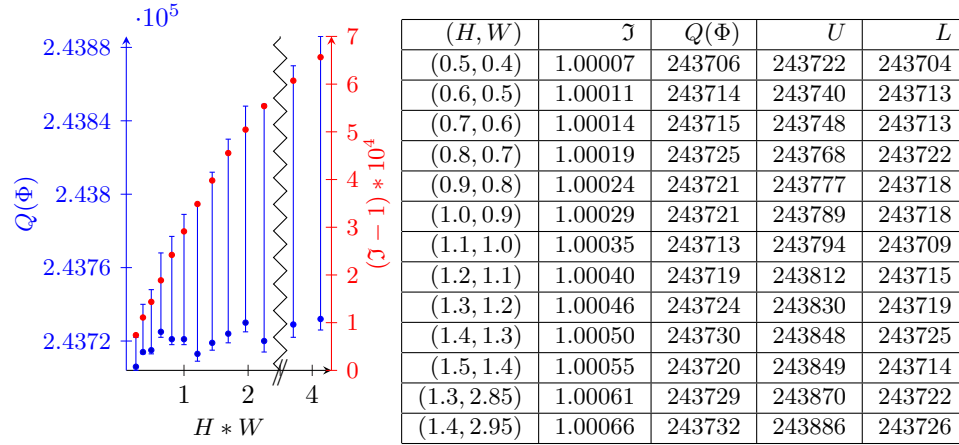 ·10⁵
2.4388
2.4384
2.438
2.4376
2.4372
Q(Φ)
7
6
5
4
3
2
1
0
(ℑ − 1) * 10⁴
1 2 4
H * W
(H, W) ℑ Q(Φ) U L
(0.5, 0.4) 1.00007 243706 243722 243704
(0.6, 0.5) 1.00011 243714 243740 243713
(0.7, 0.6) 1.00014 243715 243748 243713
(0.8, 0.7) 1.00019 243725 243768 243722
(0.9, 0.8) 1.00024 243721 243777 243718
(1.0, 0.9) 1.00029 243721 243789 243718
(1.1, 1.0) 1.00035 243713 243794 243709
(1.2, 1.1) 1.00040 243719 243812 243715
(1.3, 1.2) 1.00046 243724 243830 243719
(1.4, 1.3) 1.00050 243730 243848 243725
(1.5, 1.4) 1.00055 243720 243849 243714
(1.3, 2.85) 1.00061 243729 243870 243722
(1.4, 2.95) 1.00066 243732 243886 243726